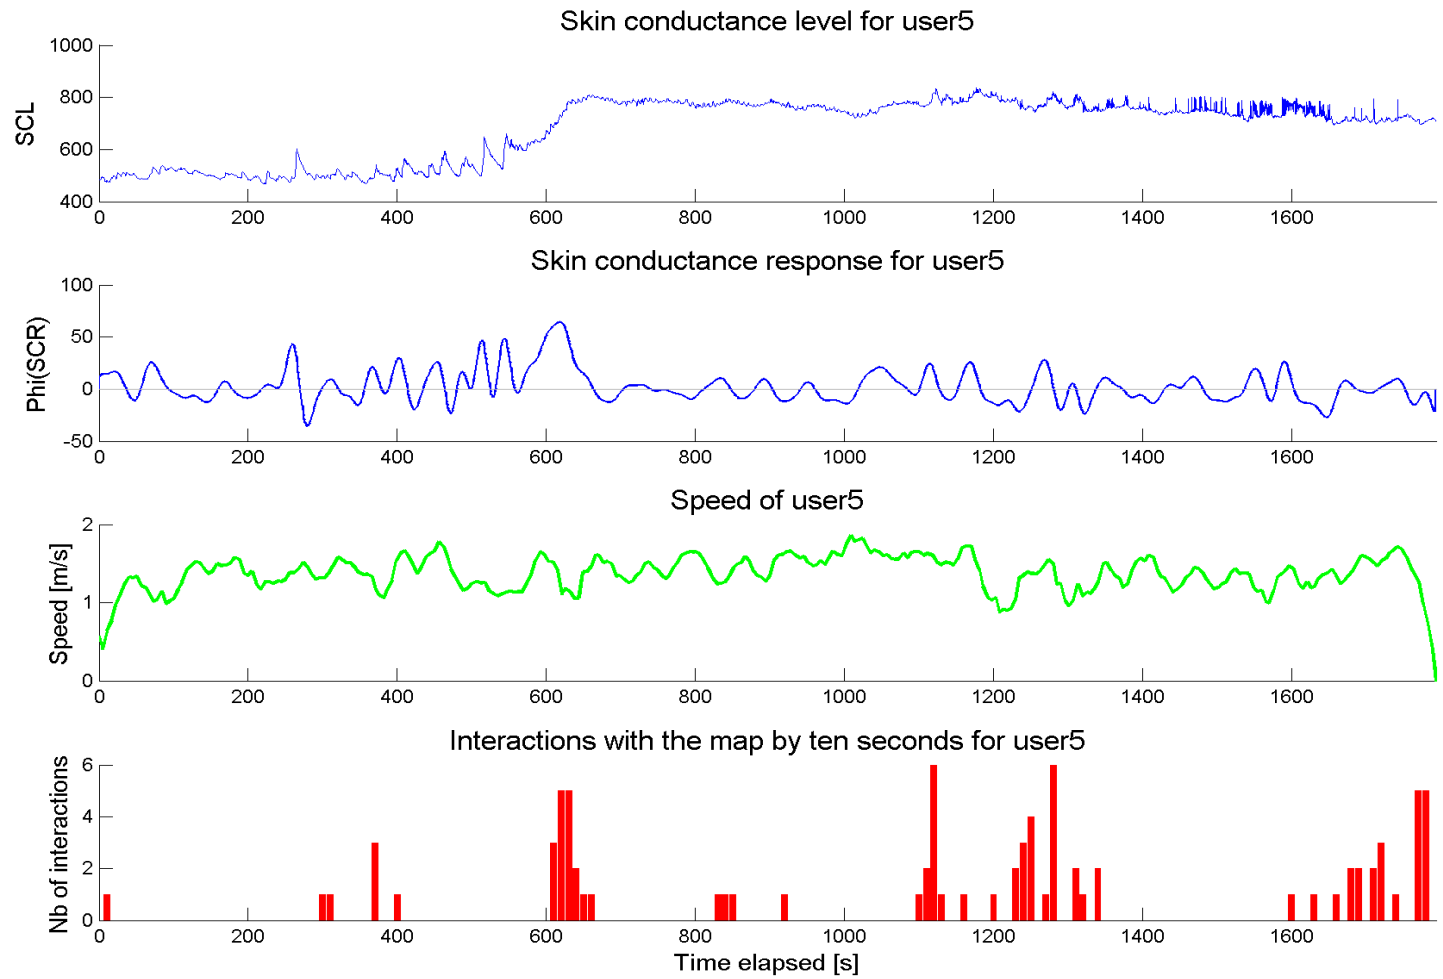 Skin conductance level for user5
1000
800
600
400
SCL
0 200 400 600 800 1000 1200 1400 1600
Skin conductance response for user5
100
50
0
-50
Phi(SCR)
0 200 400 600 800 1000 1200 1400 1600
Speed of user5
2
1
0
Speed [m/s]
0 200 400 600 800 1000 1200 1400 1600
Interactions with the map by ten seconds for user5
6
4
2
0
Nb of interactions
0 200 400 600 800 1000 1200 1400 1600
Time elapsed [s]